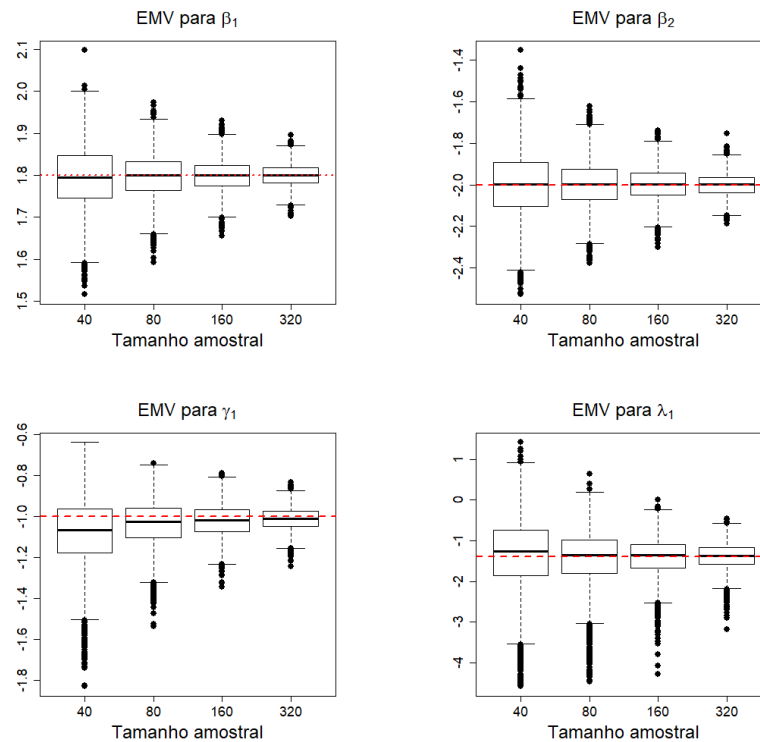 EMV para β1
2.1
2.0
1.9
1.8
1.7
1.6
1.5
40 80 160 320
Tamanho amostral
EMV para β2
-1.4
-1.6
-1.8
-2.0
-2.2
-2.4
40 80 160 320
Tamanho amostral
EMV para γ1
-0.6
-0.8
-1.0
-1.2
-1.4
-1.6
-1.8
40 80 160 320
Tamanho amostral
EMV para λ1
1
0
-1
-2
-3
-4
40 80 160 320
Tamanho amostral